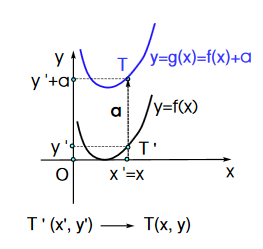 y
T
y=g(x)=f(x)+a
y'+a
a
y=f(x)
y'
T'
O
x'=x
x
T'(x', y') ⟶ T(x, y)